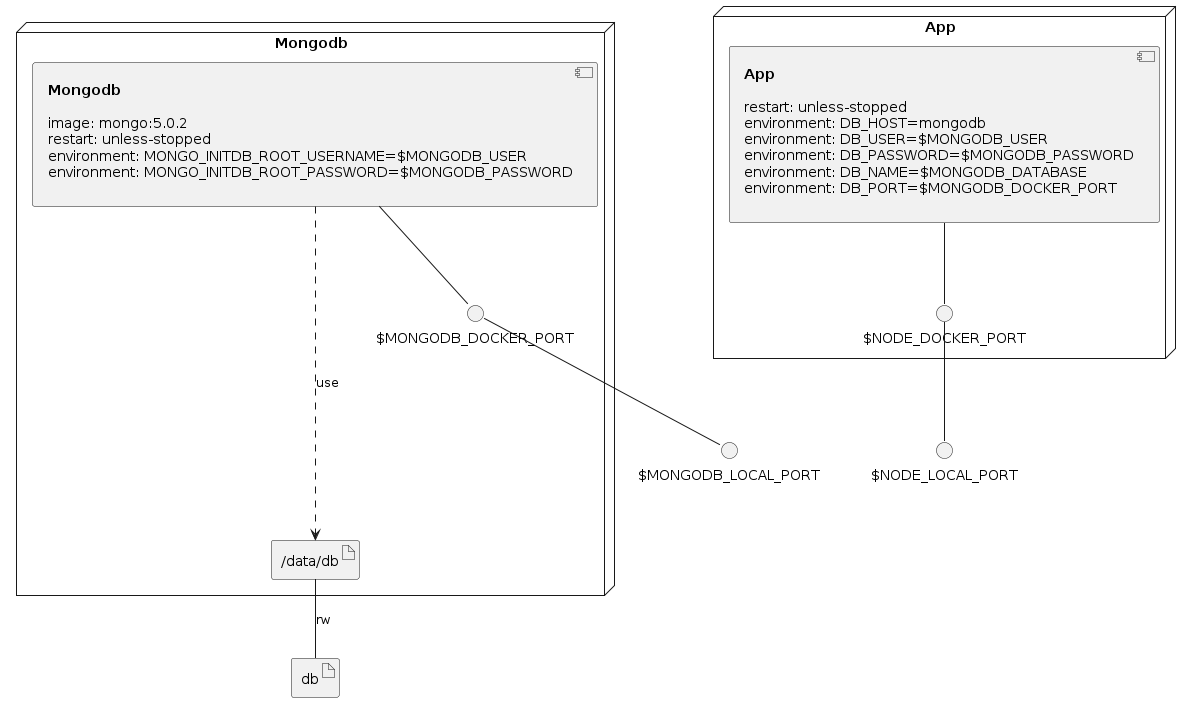 Mongodb
Mongodb
image: mongo:5.0.2
restart: unless-stopped
environment: MONGO_INITDB_ROOT_USERNAME=$MONGODB_USER
environment: MONGO_INITDB_ROOT_PASSWORD=$MONGODB_PASSWORD
$MONGODB_DOCKER_PORT
use
/data/db
rw
db
App
App
restart: unless-stopped
environment: DB_HOST=mongodb
environment: DB_USER=$MONGODB_USER
environment: DB_PASSWORD=$MONGODB_PASSWORD
environment: DB_NAME=$MONGODB_DATABASE
environment: DB_PORT=$MONGODB_DOCKER_PORT
$NODE_DOCKER_PORT
$MONGODB_LOCAL_PORT
$NODE_LOCAL_PORT